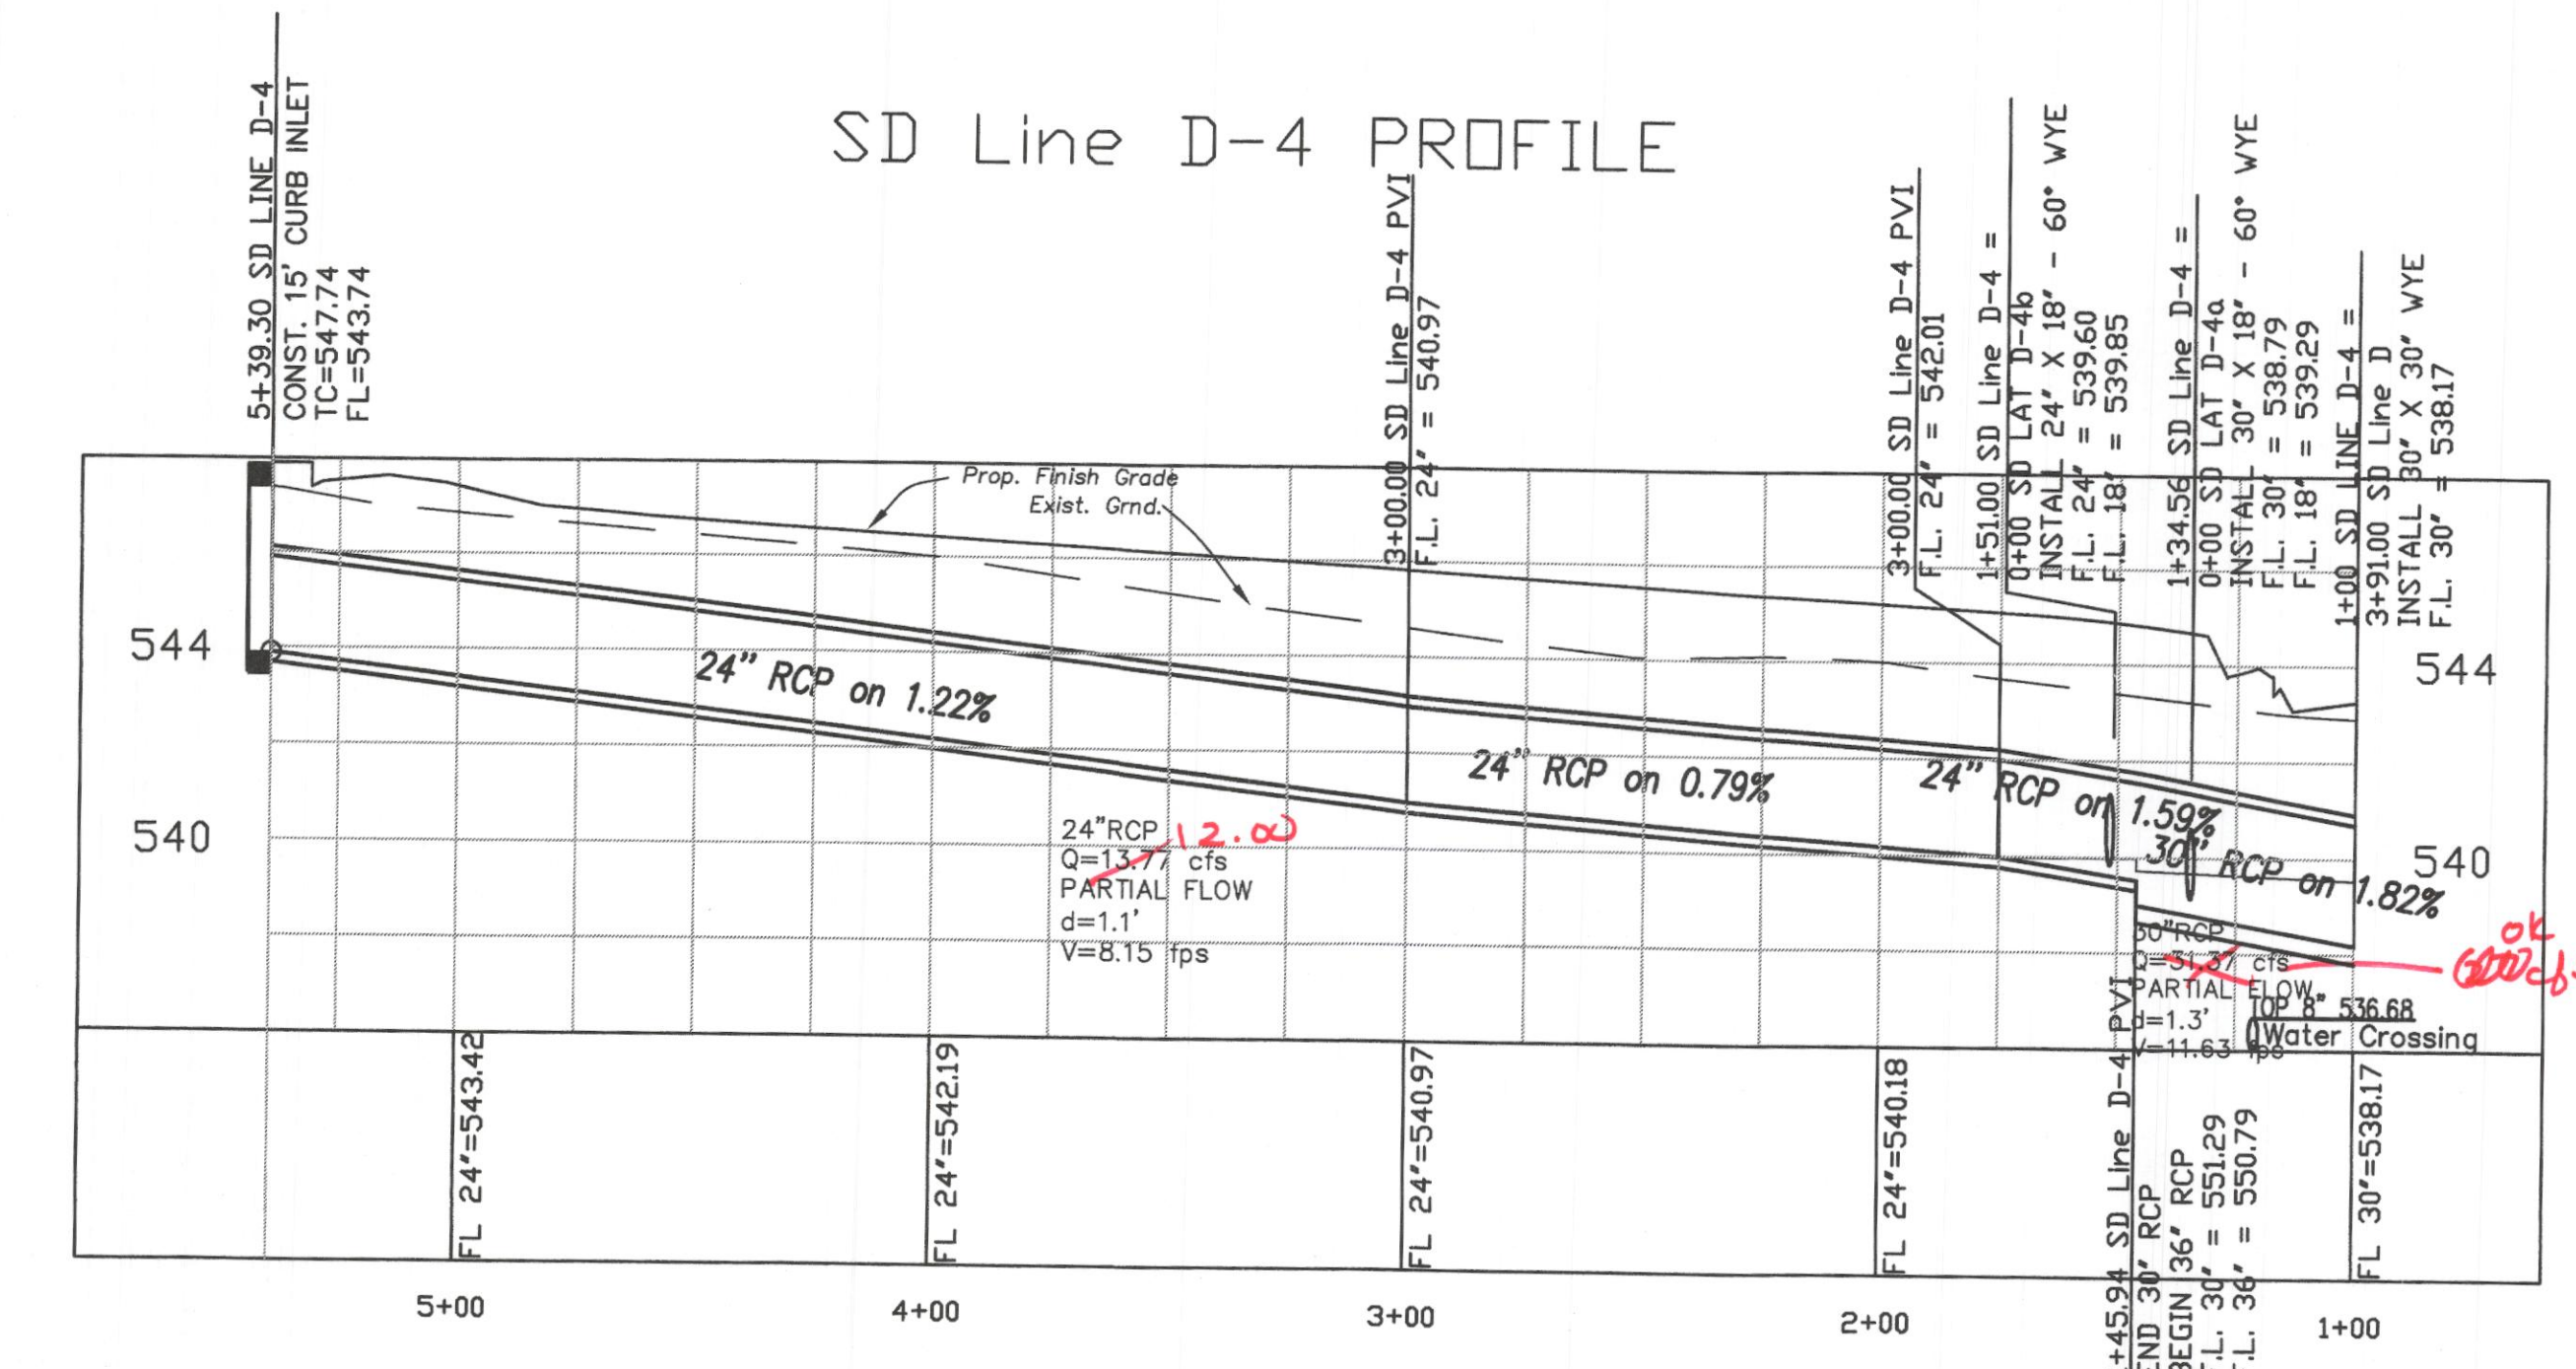 SD Line D-4 PROFILE
5+39.30 SD LINE D-4
CONST. 15' CURB INLET
TC=547.74
FL=543.74
3+00.00 SD Line D-4 PVI
F.L. 24" = 540.97
3+00.00 SD Line D-4 PVI
F.L. 24" = 542.01
1+51.00 SD Line D-4 =
0+00 SD LAT D-4b
INSTALL 24" X 18" - 60° WYE
F.L. 24" = 539.60
F.L. 18" = 539.85
1+34.56 SD Line D-4 =
0+00 SD LAT D-4a
INSTALL 30" X 18" - 60° WYE
F.L. 30" = 538.79
F.L. 18" = 539.29
1+00 SD LINE D-4 =
3+91.00 SD Line D
INSTALL 30" X 30" WYE
F.L. 30" = 538.17
Prop. Finish Grade
Exist. Grnd.
544
544
24" RCP on 1.22%
24" RCP on 0.79%
24" RCP on 1.59%
30" RCP on 1.82%
540
540
24"RCP
12.00
Q=13.77 cfs
PARTIAL FLOW
d=1.1'
V=8.15 fps
30"RCP
Q=31.37 cfs
PARTIAL FLOW
d=1.3'
V=11.63 fps
OK
TOP 8" 536.68
Water Crossing
FL 24"=543.42
FL 24"=542.19
FL 24"=540.97
FL 24"=540.18
+45.94 SD Line D-4 PVI
END 30" RCP
BEGIN 36" RCP
F.L. 30" = 551.29
F.L. 36" = 550.79
FL 30"=538.17
5+00
4+00
3+00
2+00
1+00